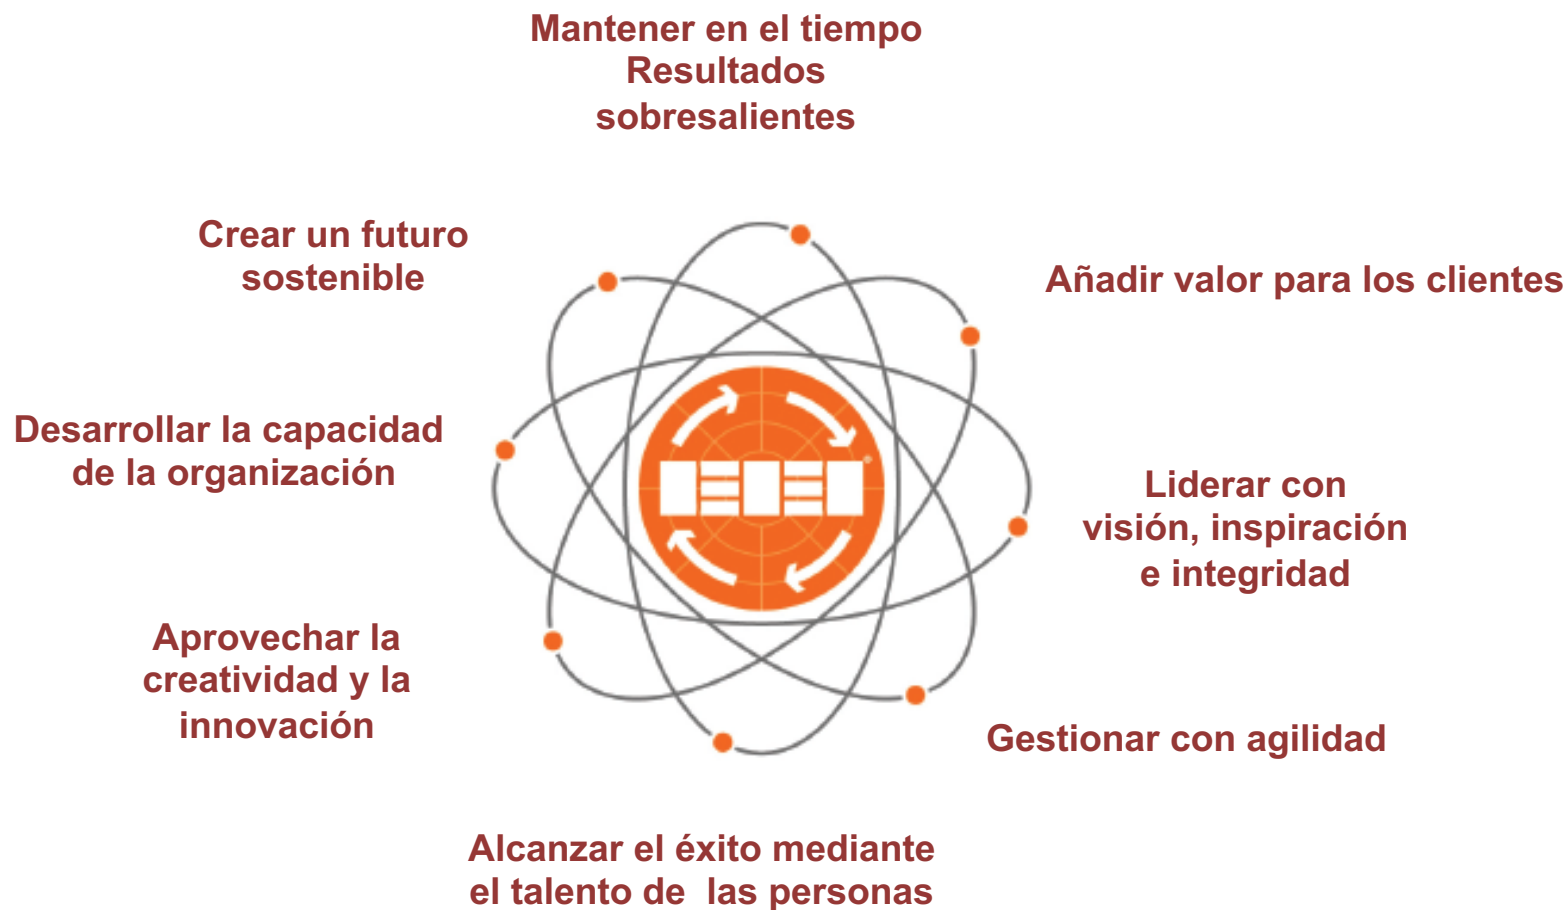 Mantener en el tiempo
Resultados
sobresalientes
Crear un futuro
sostenible
Añadir valor para los clientes
Desarrollar la capacidad
de la organización
Liderar con
visión, inspiración
e integridad
Aprovechar la
creatividad y la
innovación
Gestionar con agilidad
Alcanzar el éxito mediante
el talento de  las personas